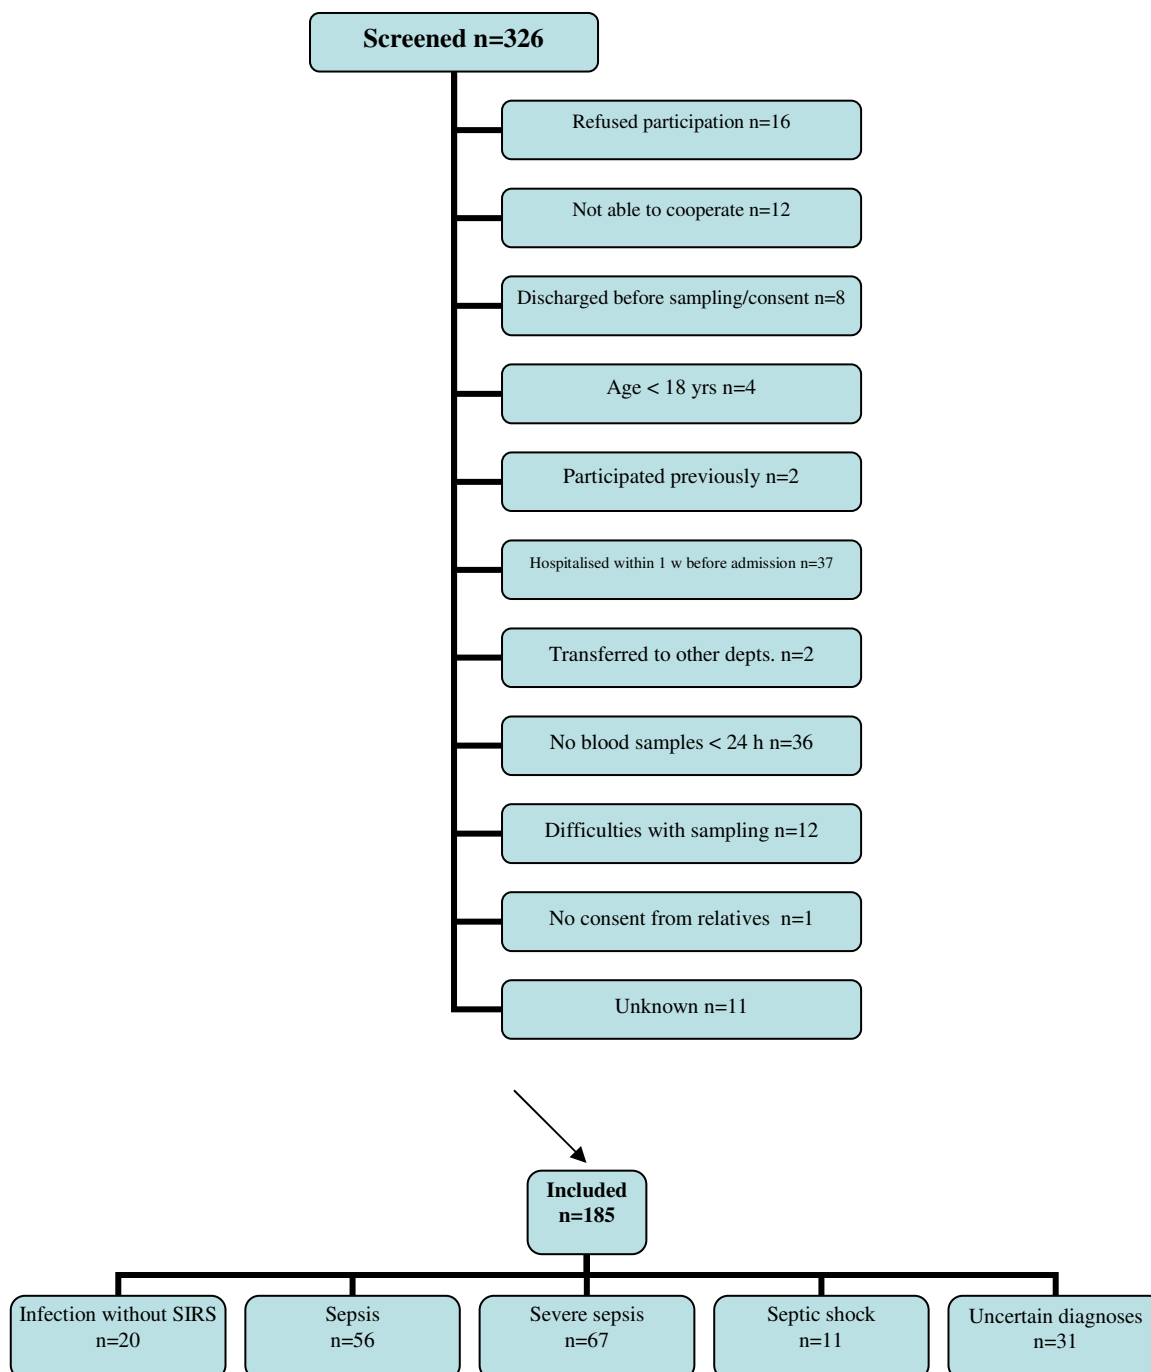 Screened n=326
Refused participation n=16
Not able to cooperate n=12
Discharged before sampling/consent n=8
Age < 18 yrs n=4
Participated previously n=2
Hospitalised within 1 w before admission n=37
Transferred to other depts. n=2
No blood samples < 24 h n=36
Difficulties with sampling n=12
No consent from relatives  n=1
Unknown n=11
Included
n=185
Infection without SIRS
n=20
Sepsis
n=56
Severe sepsis
n=67
Septic shock
n=11
Uncertain diagnoses
n=31